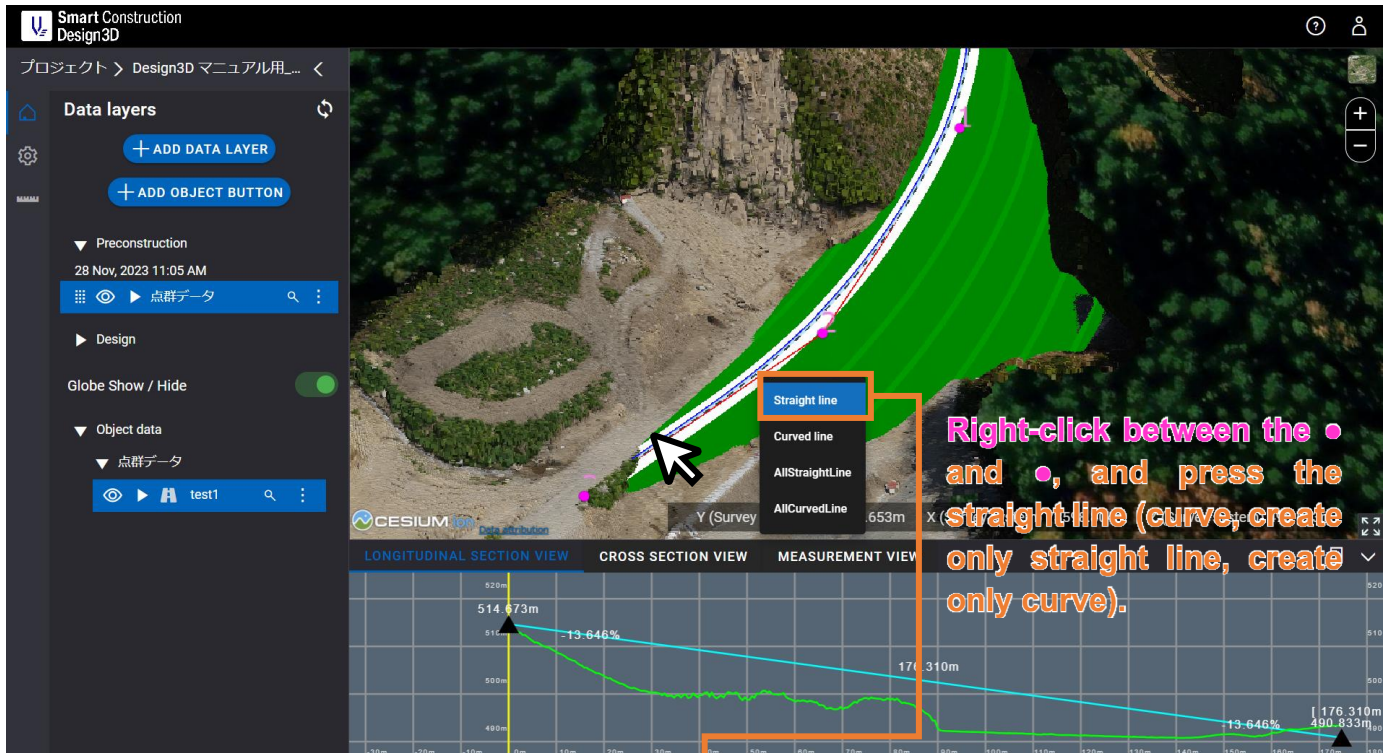 Smart Construction
Design3D
プロジェクト > Design3D マニュアル用_... <
Data layers
+ ADD DATA LAYER
+ ADD OBJECT BUTTON
Preconstruction
28 Nov, 2023 11:05 AM
点群データ
Design
Globe Show / Hide
Object data
点群データ
test1
1
2
Straight line
Curved line
AllStraightLine
AllCurvedLine
Right-click between the ●
and ●, and press the
straight line (curve, create
only straight line, create
only curve).
CESIUM
Data attribution
Y (Survey
.653m
LONGITUDINAL SECTION VIEW
CROSS SECTION VIEW
MEASUREMENT VIEW
520m
514.673m
-13.646%
176.310m
500m
[ 176.310m
490.833m
-13.646%
490m